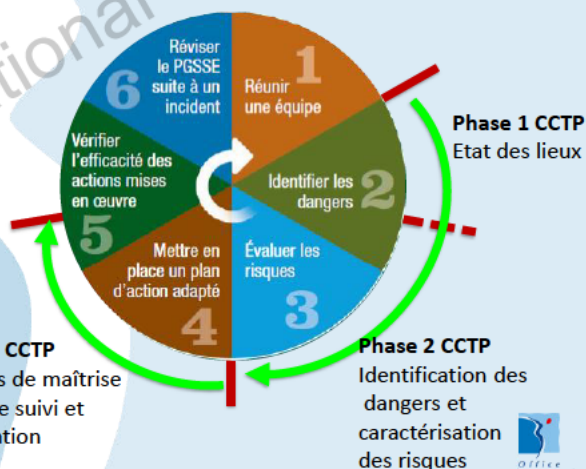 tional
Réviser
le PGSSE
suite à un
incident
6
1
Réunir
une équipe
Phase 1 CCTP
Etat des lieux
Vérifier
l'efficacité des
actions mises
en œuvre
5
Identifier les
dangers
2
Mettre en
place un plan
d'action adapté
4
Évaluer les
risques
3
CCTP
s de maîtrise
e suivi et
ation
Phase 2 CCTP
Identification des
dangers et
caractérisation
des risques
Office